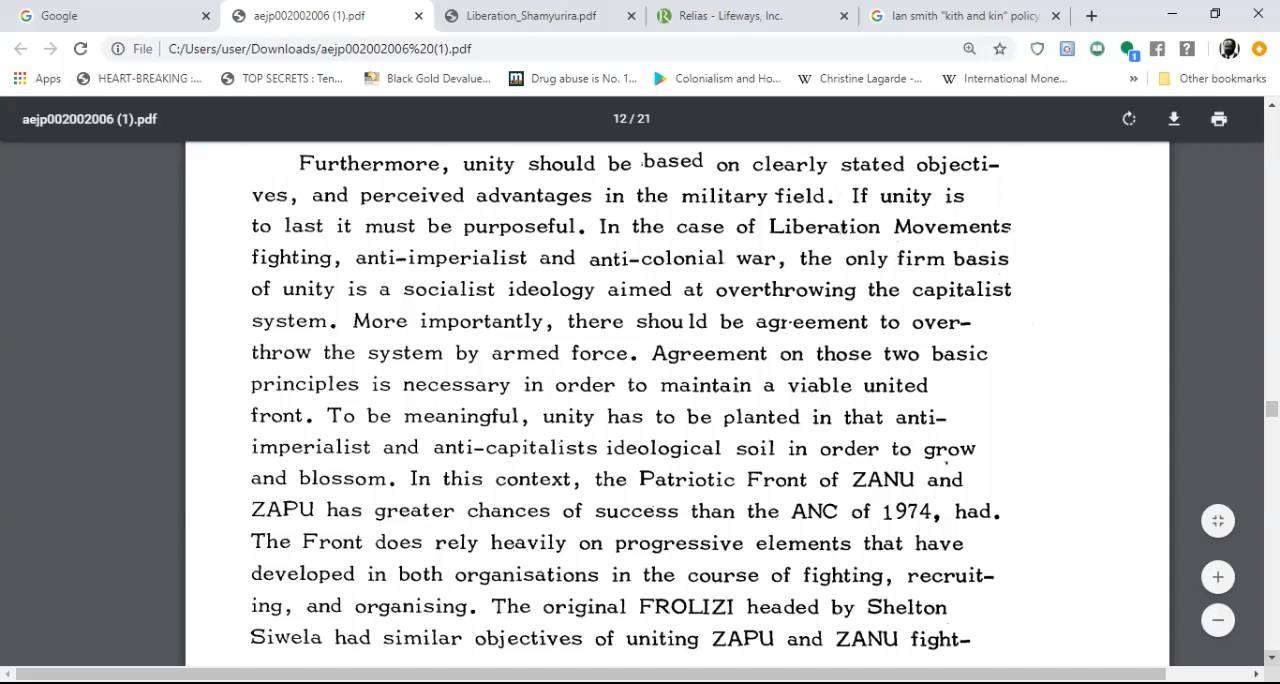 Google
aejp002002006 (1).pdf
Liberation_Shamyurira.pdf
Relias - Lifeways, Inc.
Ian smith "kith and kin" policy
File C:/Users/user/Downloads/aejp002002006%20(1).pdf
1
Apps
HEART-BREAKING :...
TOP SECRETS : Ten...
Black Gold Devalue...
Drug abuse is No. 1...
Colonialism and Ho...
Christine Lagarde -...
International Mone...
»
Other bookmarks
aejp002002006 (1).pdf
12 / 21
Furthermore, unity should be based on clearly stated objecti-
ves, and perceived advantages in the military field. If unity is
to last it must be purposeful. In the case of Liberation Movements
fighting, anti-imperialist and anti-colonial war, the only firm basis
of unity is a socialist ideology aimed at overthrowing the capitalist
system. More importantly, there should be agreement to over-
throw the system by armed force. Agreement on those two basic
principles is necessary in order to maintain a viable united
front. To be meaningful, unity has to be planted in that anti-
imperialist and anti-capitalists ideological soil in order to grow
and blossom. In this context, the Patriotic Front of ZANU and
ZAPU has greater chances of success than the ANC of 1974, had.
The Front does rely heavily on progressive elements that have
developed in both organisations in the course of fighting, recruit-
ing, and organising. The original FROLIZI headed by Shelton
Siwela had similar objectives of uniting ZAPU and ZANU fight-